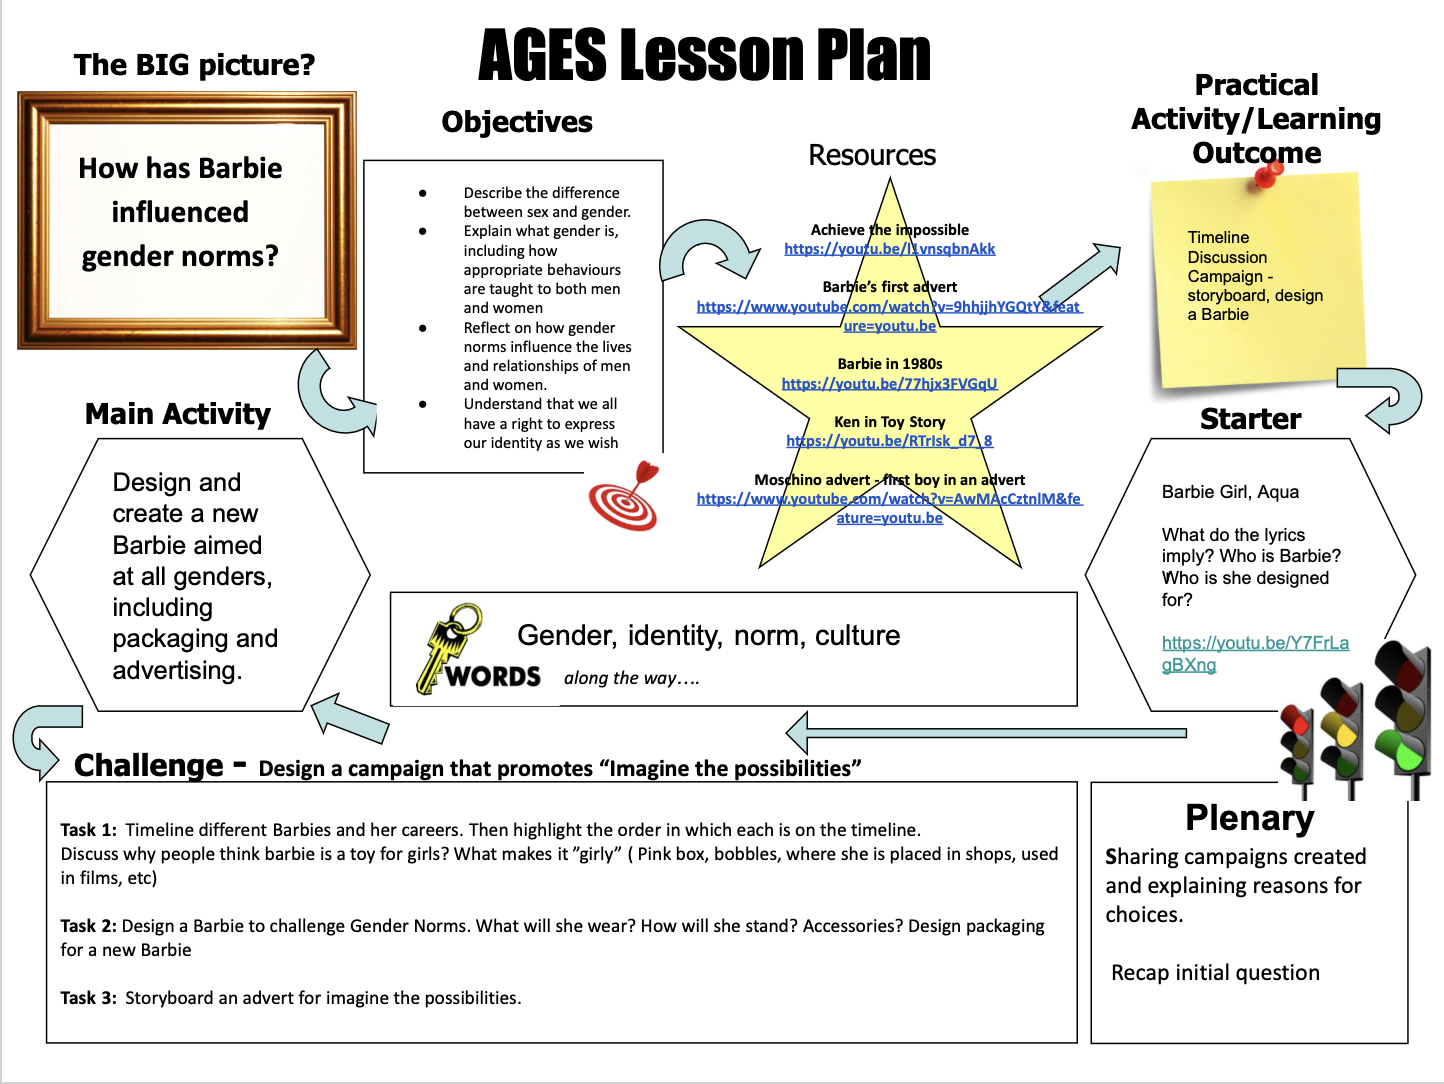 AGES Lesson Plan
The BIG picture?
How has Barbie
influenced
gender norms?
Objectives
● Describe the difference
between sex and gender.
● Explain what gender is,
including how
appropriate behaviours
are taught to both men
and women
● Reflect on how gender
norms influence the lives
and relationships of men
and women.
● Understand that we all
have a right to express
our identity as we wish
Resources
Achieve the impossible
https://youtu.be/l1vnsqbnAkk
Barbie's first advert
https://www.youtube.com/watch?v=9hhjjhYGQtY&feat
ure=youtu.be
Barbie in 1980s
https://youtu.be/77hjx3FVGqU
Ken in Toy Story
https://youtu.be/RTrIsk_d7_8
Moschino advert - first boy in an advert
https://www.youtube.com/watch?v=AwMAcCztnlM&fe
ature=youtu.be
Practical
Activity/Learning
Outcome
Timeline
Discussion
Campaign -
storyboard, design
a Barbie
Starter
Barbie Girl, Aqua
What do the lyrics
imply? Who is Barbie?
Who is she designed
for?
https://youtu.be/Y7FrLa
gBXng
Main Activity
Design and
create a new
Barbie aimed
at all genders,
including
packaging and
advertising.
WORDS
Gender, identity, norm, culture
along the way….
Challenge - Design a campaign that promotes “Imagine the possibilities”
Task 1: Timeline different Barbies and her careers. Then highlight the order in which each is on the timeline.
Discuss why people think barbie is a toy for girls? What makes it ”girly” ( Pink box, bobbles, where she is placed in shops, used
in films, etc)
Task 2: Design a Barbie to challenge Gender Norms. What will she wear? How will she stand? Accessories? Design packaging
for a new Barbie
Task 3: Storyboard an advert for imagine the possibilities.
Plenary
Sharing campaigns created
and explaining reasons for
choices.
Recap initial question